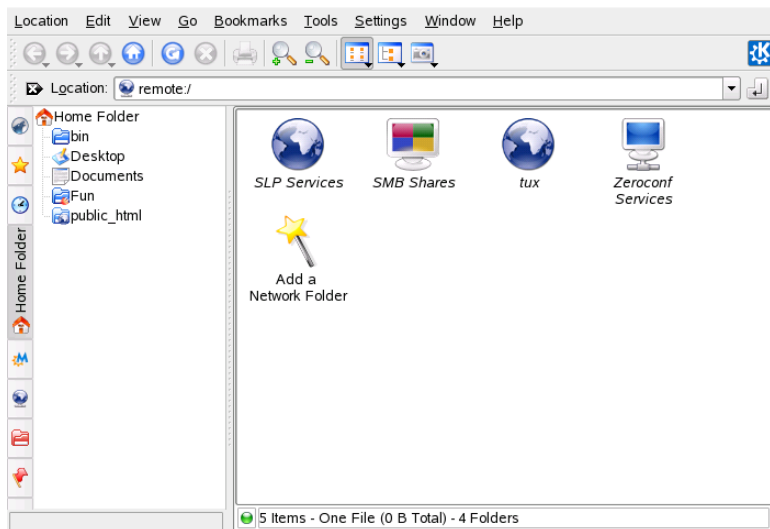 Location Edit View Go Bookmarks Tools Settings Window Help
Location: remote:/
Home Folder
Home Folder
bin
Desktop
Documents
Fun
public_html
SLP Services
SMB Shares
tux
Zeroconf
Services
Add a
Network Folder
5 Items - One File (0 B Total) - 4 Folders